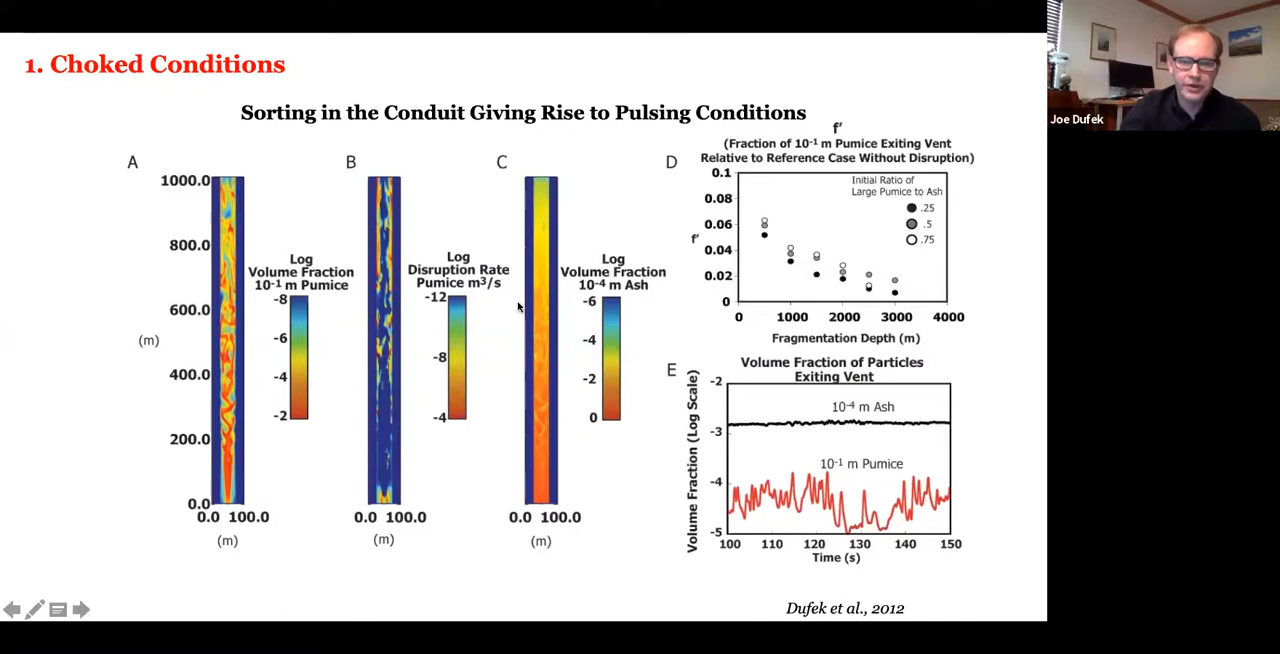 1. Choked Conditions
Joe Dufek
Sorting in the Conduit Giving Rise to Pulsing Conditions
A
1000.0
800.0
600.0
(m)
400.0
200.0
0.0
0.0 100.0
(m)
Log
Volume Fraction
10⁻¹ m Pumice
-8
-6
-4
-2
B
0.0 100.0
(m)
Log
Disruption Rate
Pumice m³/s
-12
-8
-4
C
0.0 100.0
(m)
Log
Volume Fraction
10⁻⁴ m Ash
-6
-4
-2
0
D
f'
(Fraction of 10⁻¹ m Pumice Exiting Vent
Relative to Reference Case Without Disruption)
0.1
0.08
0.06
f'
0.04
0.02
0
Initial Ratio of
Large Pumice to Ash
.25
.5
.75
0 1000 2000 3000 4000
Fragmentation Depth (m)
E
Volume Fraction of Particles
Exiting Vent
Volume Fraction (Log Scale)
-2
-3
-4
-5
10⁻⁴ m Ash
10⁻¹ m Pumice
100 110 120 130 140 150
Time (s)
Dufek et al., 2012